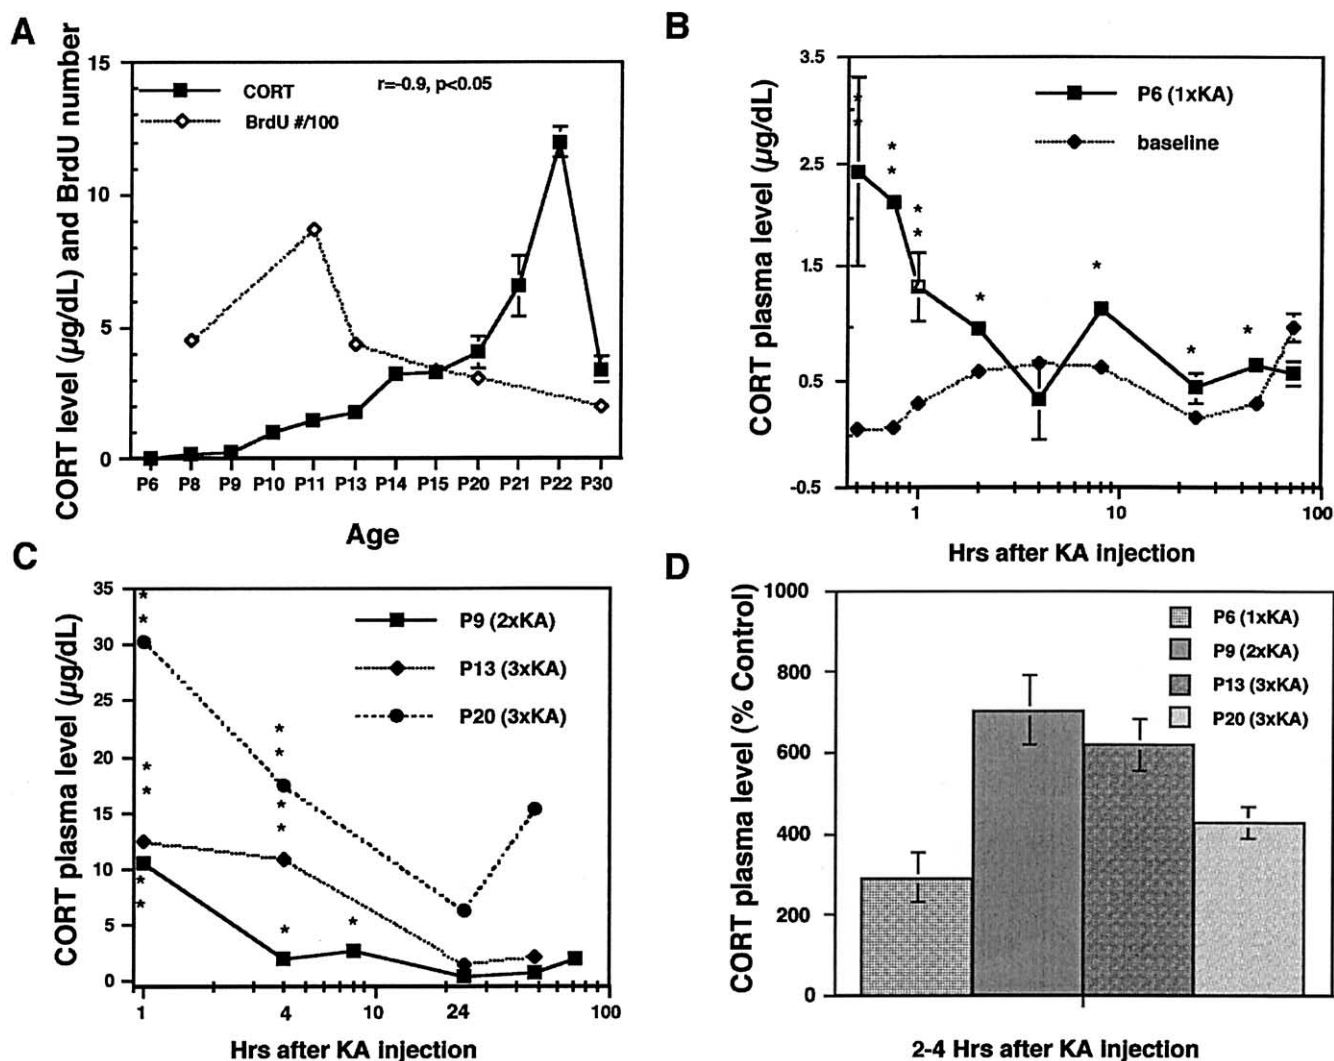 A
CORT level (µg/dL) and BrdU number
15
10
5
0
r=-0.9, p<0.05
CORT
BrdU #/100
P6 P8 P9 P10 P11 P13 P14 P15 P20 P21 P22 P30
Age
B
CORT plasma level (µg/dL)
3.5
2.5
1.5
0.5
-0.5
P6 (1xKA)
baseline
* * * * * * * * * *
1 10 100
Hrs after KA injection
C
CORT plasma level (µg/dL)
35
30
25
20
15
10
5
0
P9 (2xKA)
P13 (3xKA)
P20 (3xKA)
* * * * * * * * * * * *
1 4 10 24 100
Hrs after KA injection
D
CORT plasma level (% Control)
1000
800
600
400
200
0
P6 (1xKA)
P9 (2xKA)
P13 (3xKA)
P20 (3xKA)
2-4 Hrs after KA injection